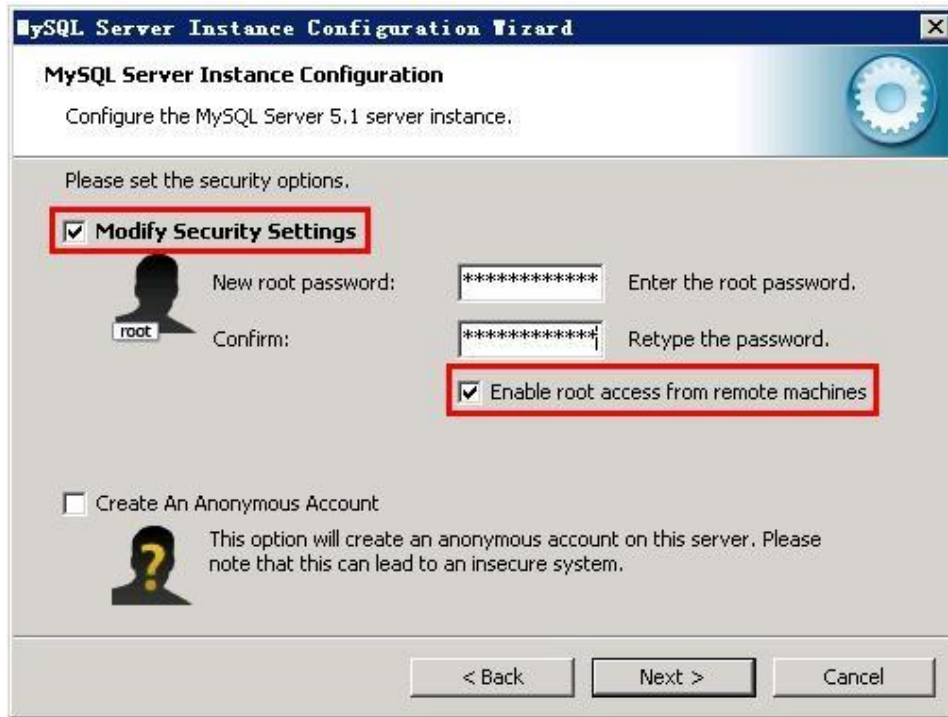 MySQL Server Instance Configuration Wizard
MySQL Server Instance Configuration
Configure the MySQL Server 5.1 server instance.
Please set the security options.
Modify Security Settings
root
New root password: ************ Enter the root password.
Confirm: ************ Retype the password.
Enable root access from remote machines
Create An Anonymous Account
?
This option will create an anonymous account on this server. Please
note that this can lead to an insecure system.
< Back Next > Cancel